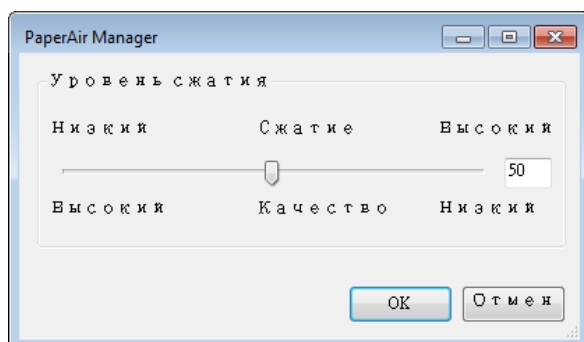 PaperAir Manager
Уровень сжатия
Низкий Сжатие Высокий
50
Высокий Качество Низкий
OK Отмен